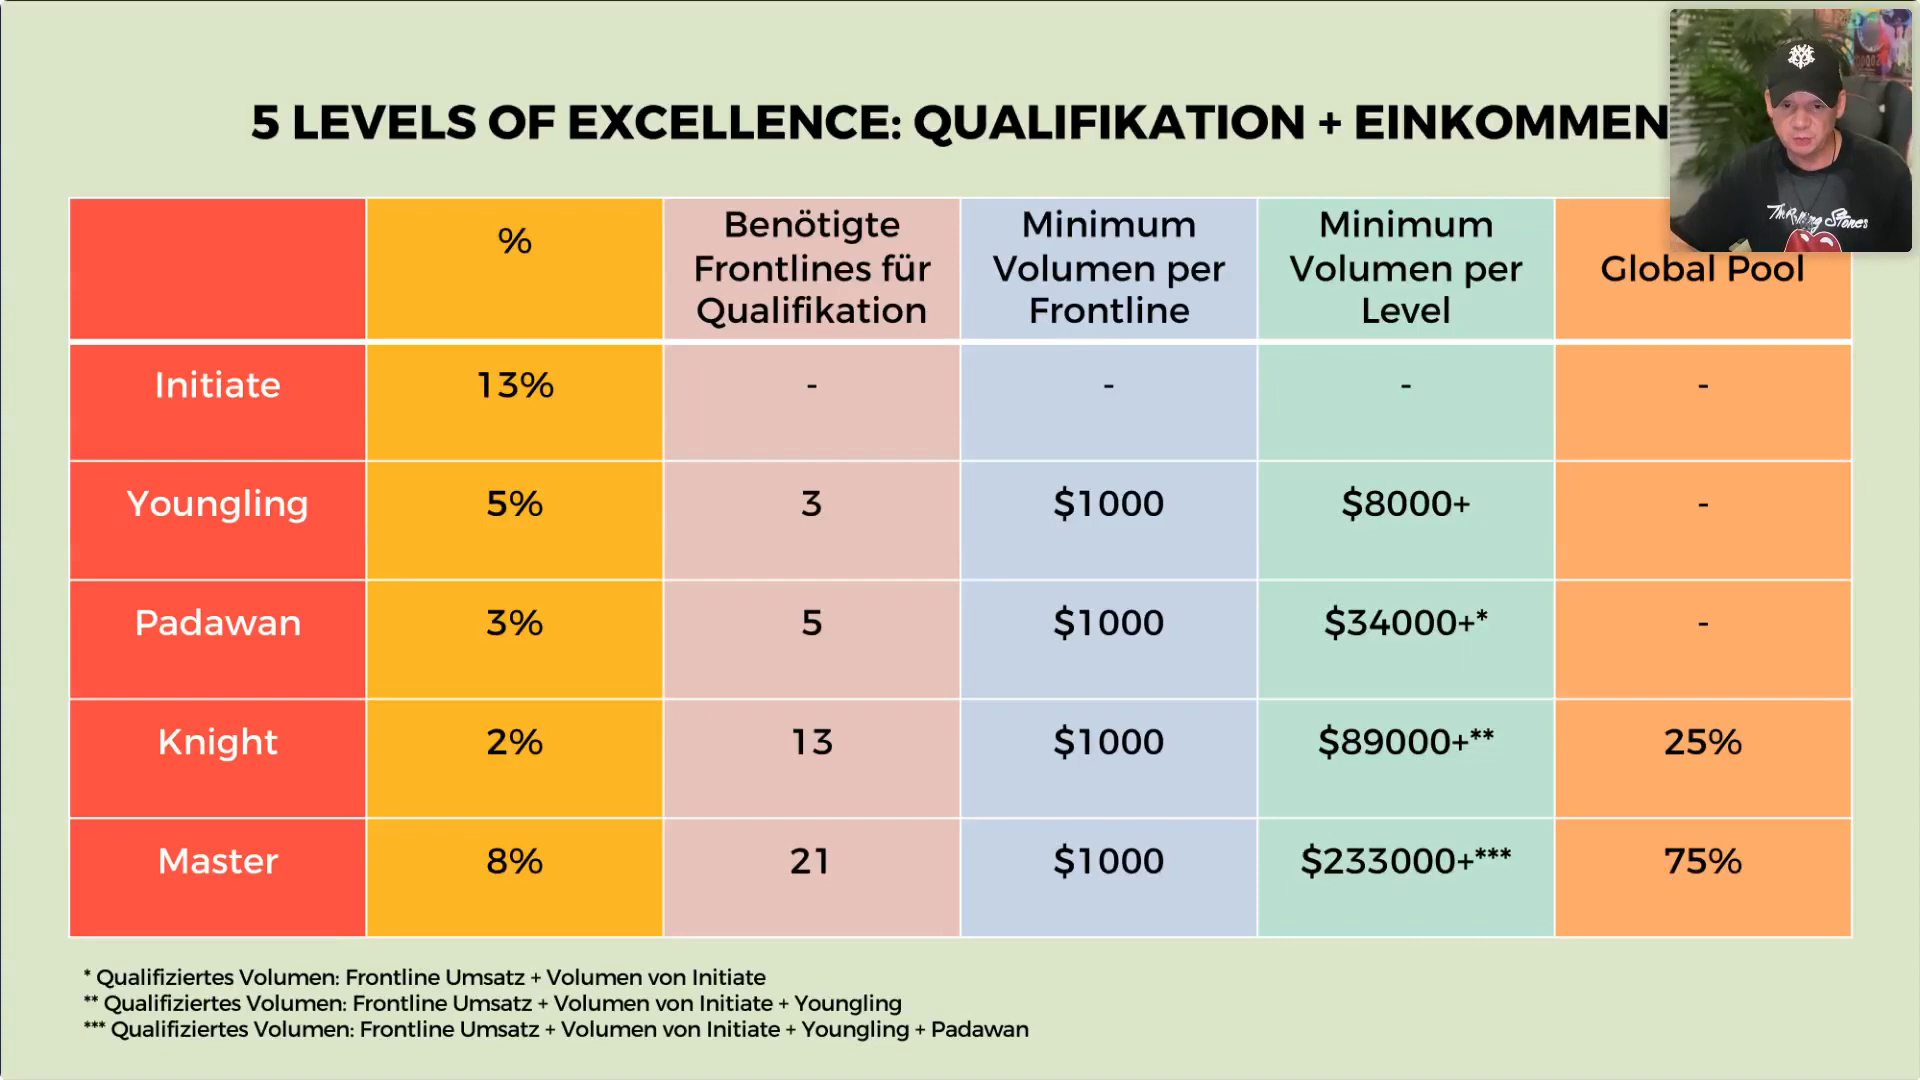 5 LEVELS OF EXCELLENCE: QUALIFIKATION + EINKOMMEN
%
Benötigte
Frontlines für
Qualifikation
Minimum
Volumen per
Frontline
Minimum
Volumen per
Level
Global Pool
Initiate 13% - - - -
Youngling 5% 3 $1000 $8000+ -
Padawan 3% 5 $1000 $34000+* -
Knight 2% 13 $1000 $89000+** 25%
Master 8% 21 $1000 $233000+*** 75%
* Qualifiziertes Volumen: Frontline Umsatz + Volumen von Initiate
** Qualifiziertes Volumen: Frontline Umsatz + Volumen von Initiate + Youngling
*** Qualifiziertes Volumen: Frontline Umsatz + Volumen von Initiate + Youngling + Padawan
The Rolling Stones